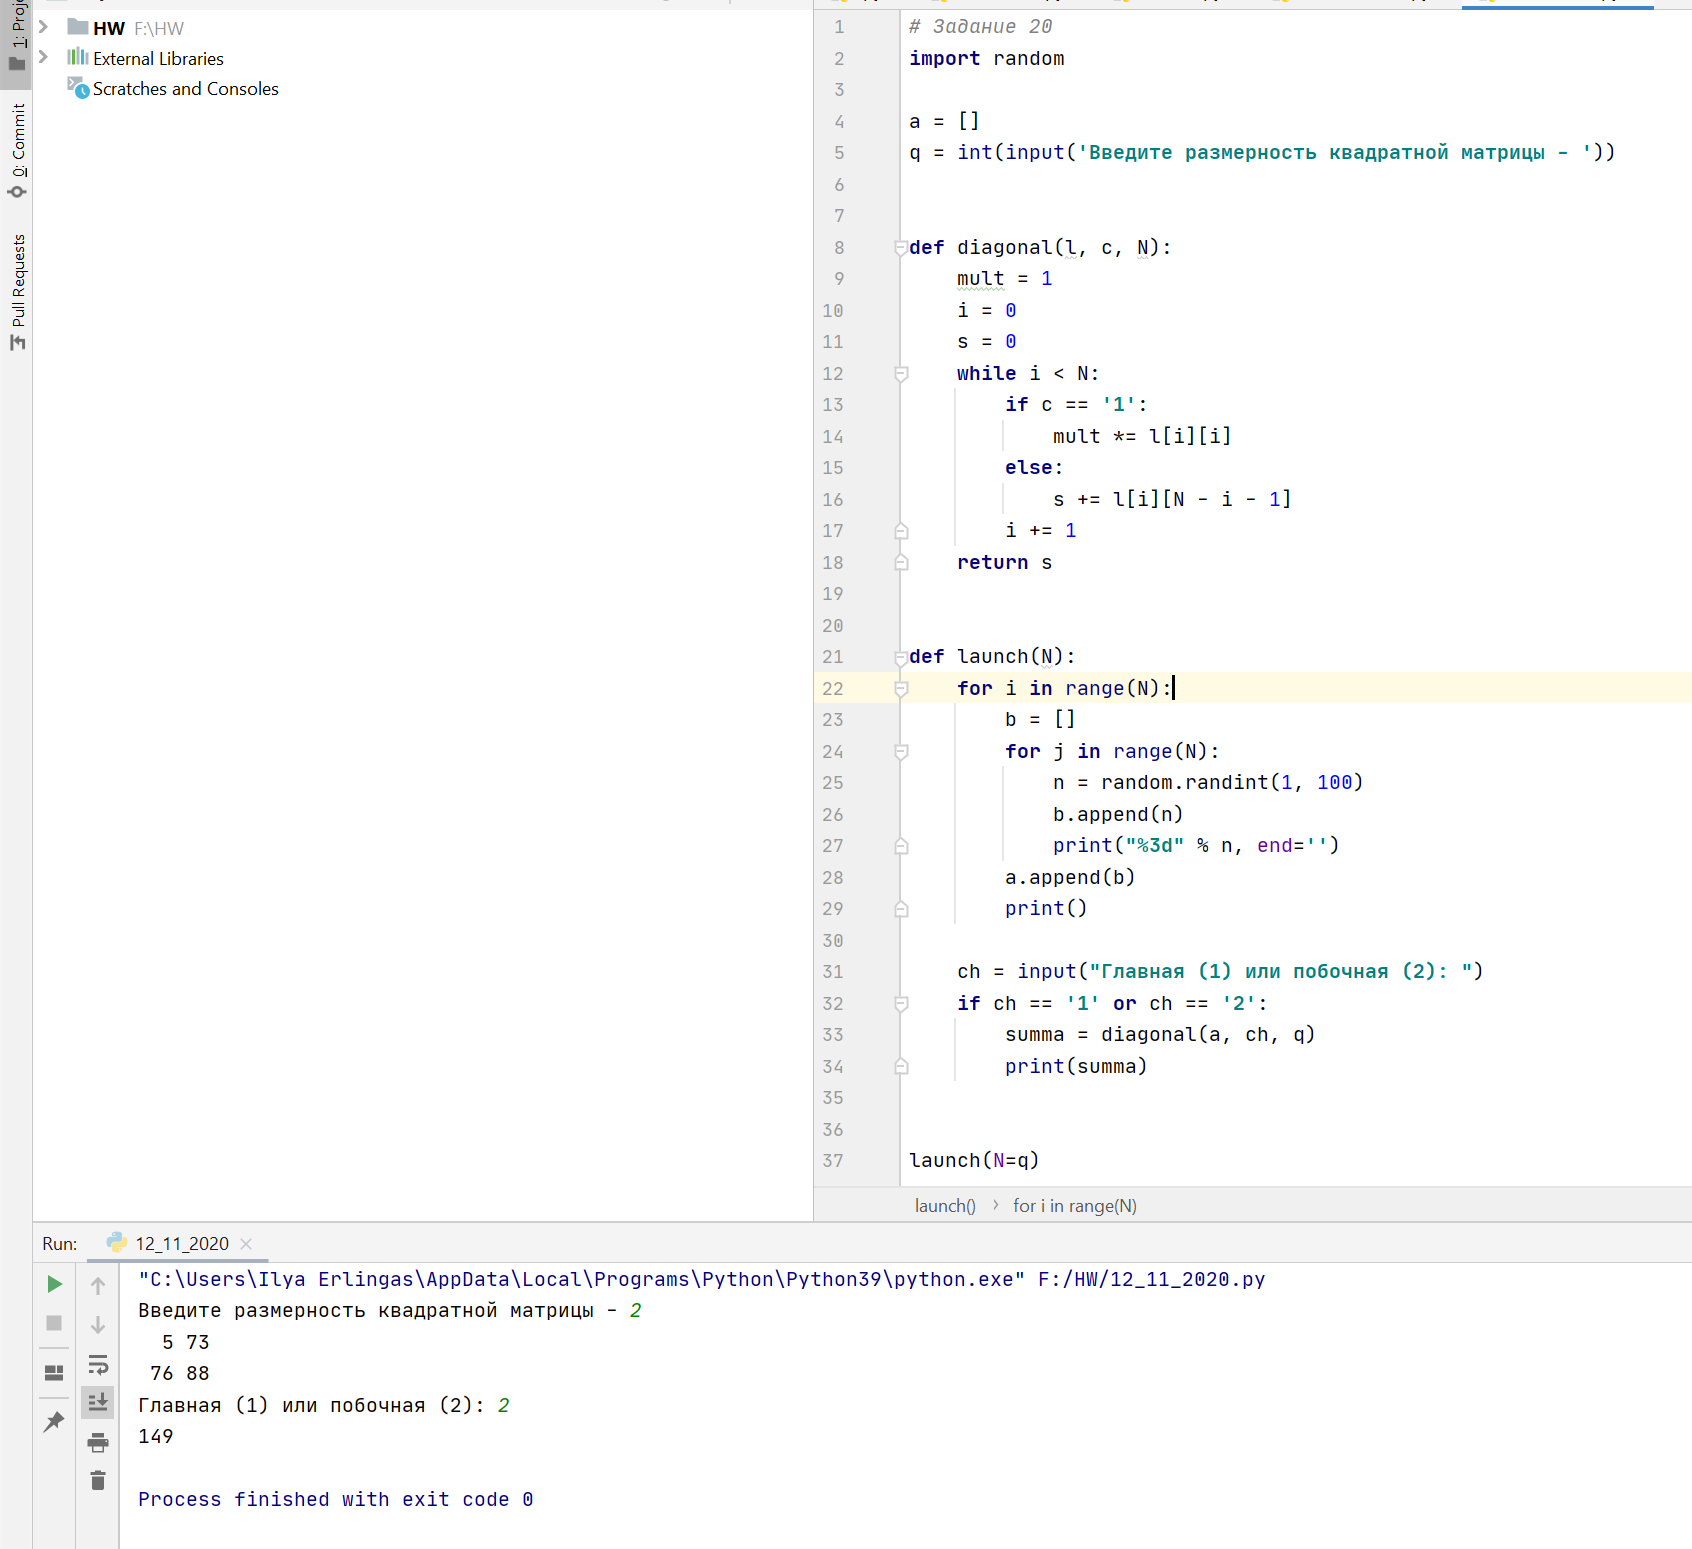 1: Proje
0: Commit
Pull Requests
HW F:\HW
External Libraries
Scratches and Consoles
1 # Задание 20
2 import random
3
4 a = []
5 q = int(input('Введите размерность квадратной матрицы - '))
6
7
8 def diagonal(l, c, N):
9 mult = 1
10 i = 0
11 s = 0
12 while i < N:
13 if c == '1':
14 mult *= l[i][i]
15 else:
16 s += l[i][N - i - 1]
17 i += 1
18 return s
19
20
21 def launch(N):
22 for i in range(N):
23 b = []
24 for j in range(N):
25 n = random.randint(1, 100)
26 b.append(n)
27 print("%3d" % n, end='')
28 a.append(b)
29 print()
30
31 ch = input("Главная (1) или побочная (2): ")
32 if ch == '1' or ch == '2':
33 summa = diagonal(a, ch, q)
34 print(summa)
35
36
37 launch(N=q)
launch() › for i in range(N)
Run: 12_11_2020 ×
"C:\Users\Ilya Erlingas\AppData\Local\Programs\Python\Python39\python.exe" F:/HW/12_11_2020.py
Введите размерность квадратной матрицы - 2
5 73
76 88
Главная (1) или побочная (2): 2
149
Process finished with exit code 0